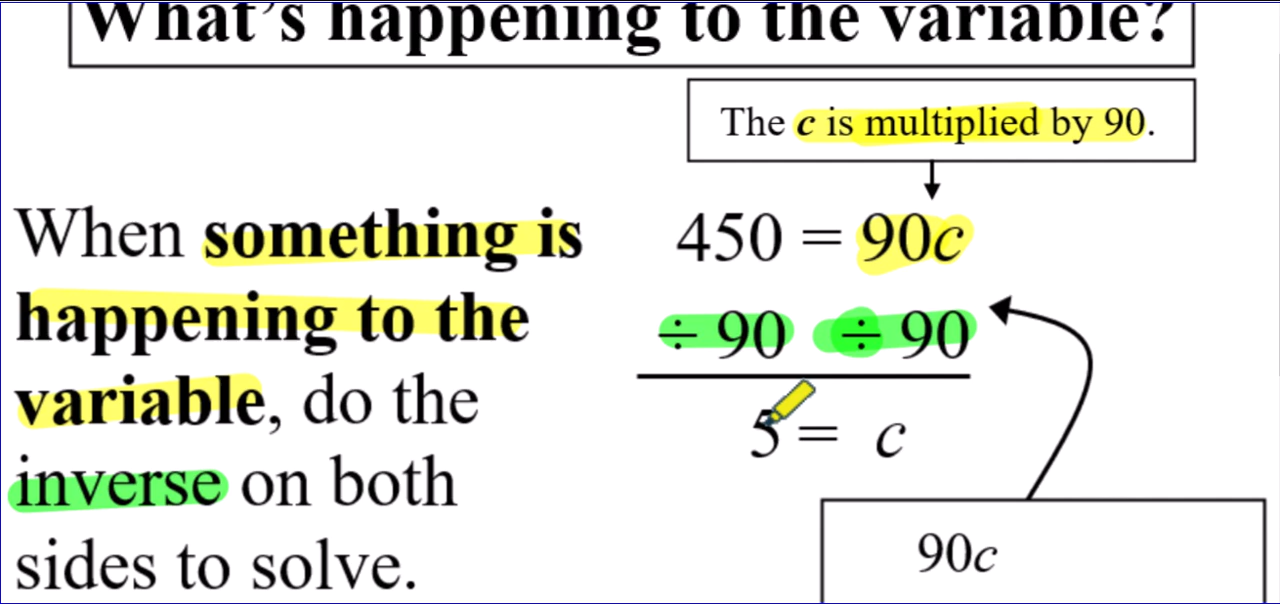 What's happening to the variable?
The c is multiplied by 90.
When something is
happening to the
variable, do the
inverse on both
sides to solve.
450 = 90c
÷ 90 ÷ 90
5 = c
90c